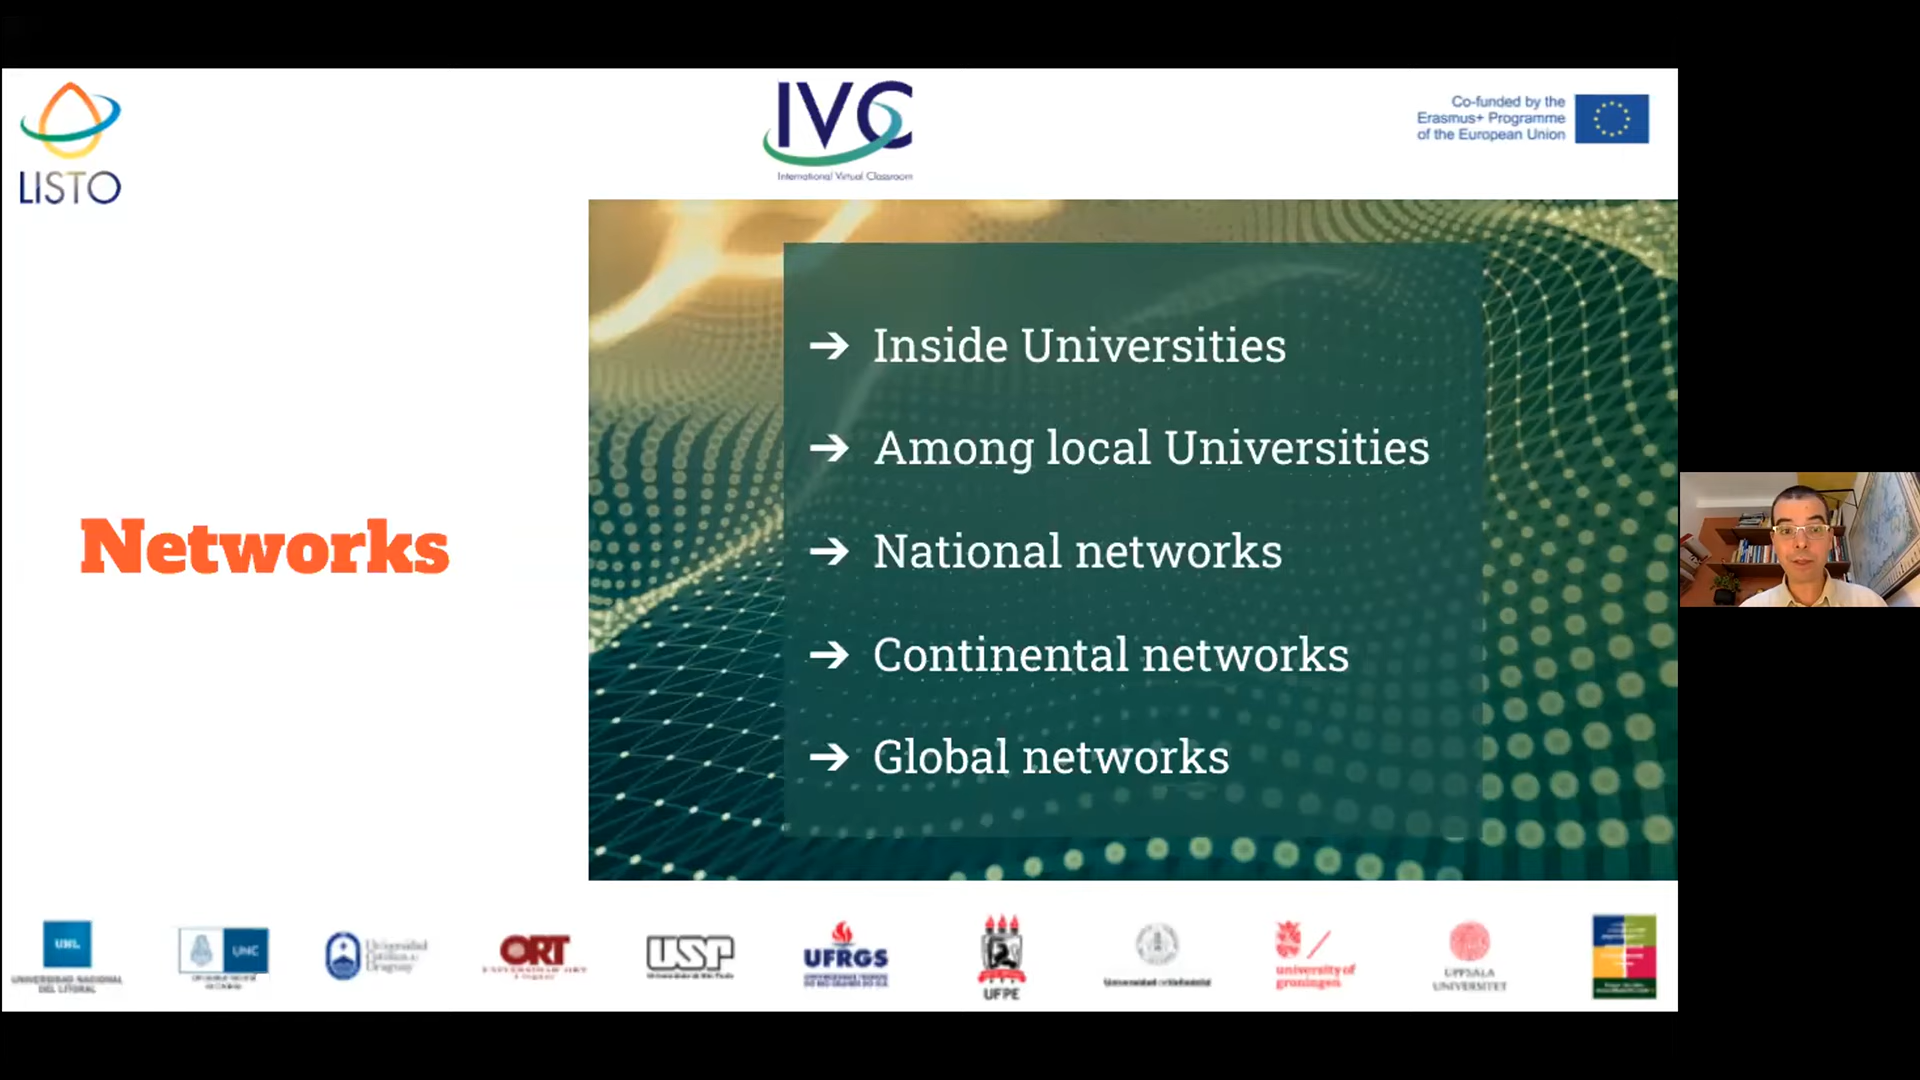 LISTO
IVC
International Virtual Classroom
Co-funded by the
Erasmus+ Programme
of the European Union
Networks
➔ Inside Universities
➔ Among local Universities
➔ National networks
➔ Continental networks
➔ Global networks
UNL
UNIVERSIDAD NACIONAL
DEL LITORAL
UNC
Universidad
Católica del
Uruguay
ORT
USP
UFRGS
UFPE
university of
groningen
UPPSALA
UNIVERSITET